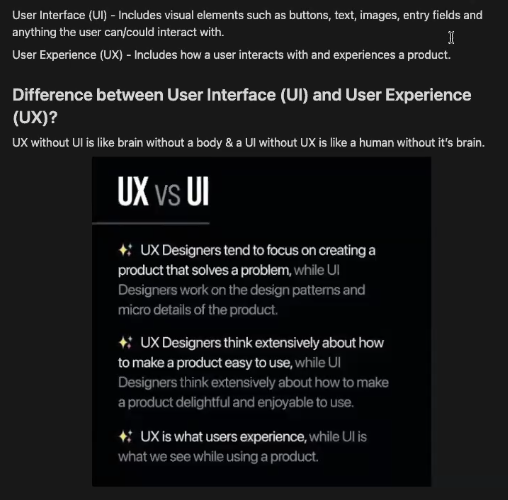 User Interface (UI) - Includes visual elements such as buttons, text, images, entry fields and
anything the user can/could interact with.
User Experience (UX) - Includes how a user interacts with and experiences a product.
Difference between User Interface (UI) and User Experience
(UX)?
UX without UI is like brain without a body & a UI without UX is like a human without it's brain.
UX VS UI
UX Designers tend to focus on creating a
product that solves a problem, while UI
Designers work on the design patterns and
micro details of the product.
UX Designers think extensively about how
to make a product easy to use, while UI
Designers think extensively about how to make
a product delightful and enjoyable to use.
UX is what users experience, while UI is
what we see while using a product.